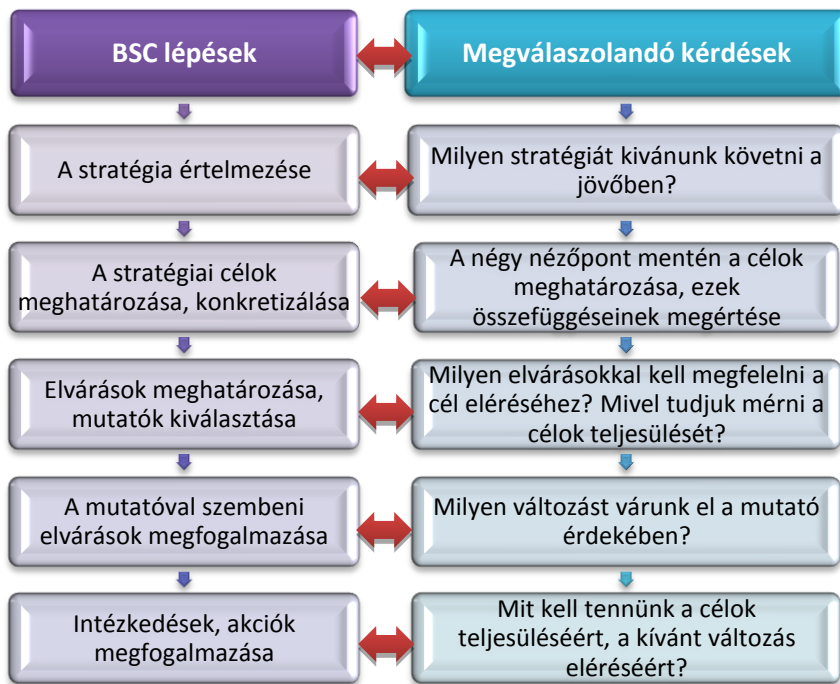 BSC lépések
Megválaszolandó kérdések
A stratégia értelmezése
Milyen stratégiát kivánunk követni a
jövőben?
A stratégiai célok
meghatározása, konkretizálása
A négy nézőpont mentén a célok
meghatározása, ezek
összefüggéseinek megértése
Elvárások meghatározása,
mutatók kiválasztása
Milyen elvárásokkal kell megfelelni a
cél eléréséhez? Mivel tudjuk mérni a
célok teljesülését?
A mutatóval szembeni
elvárások megfogalmazása
Milyen változást várunk el a mutató
érdekében?
Intézkedések, akciók
megfogalmazása
Mit kell tennünk a célok
teljesüléséért, a kívánt változás
eléréséért?